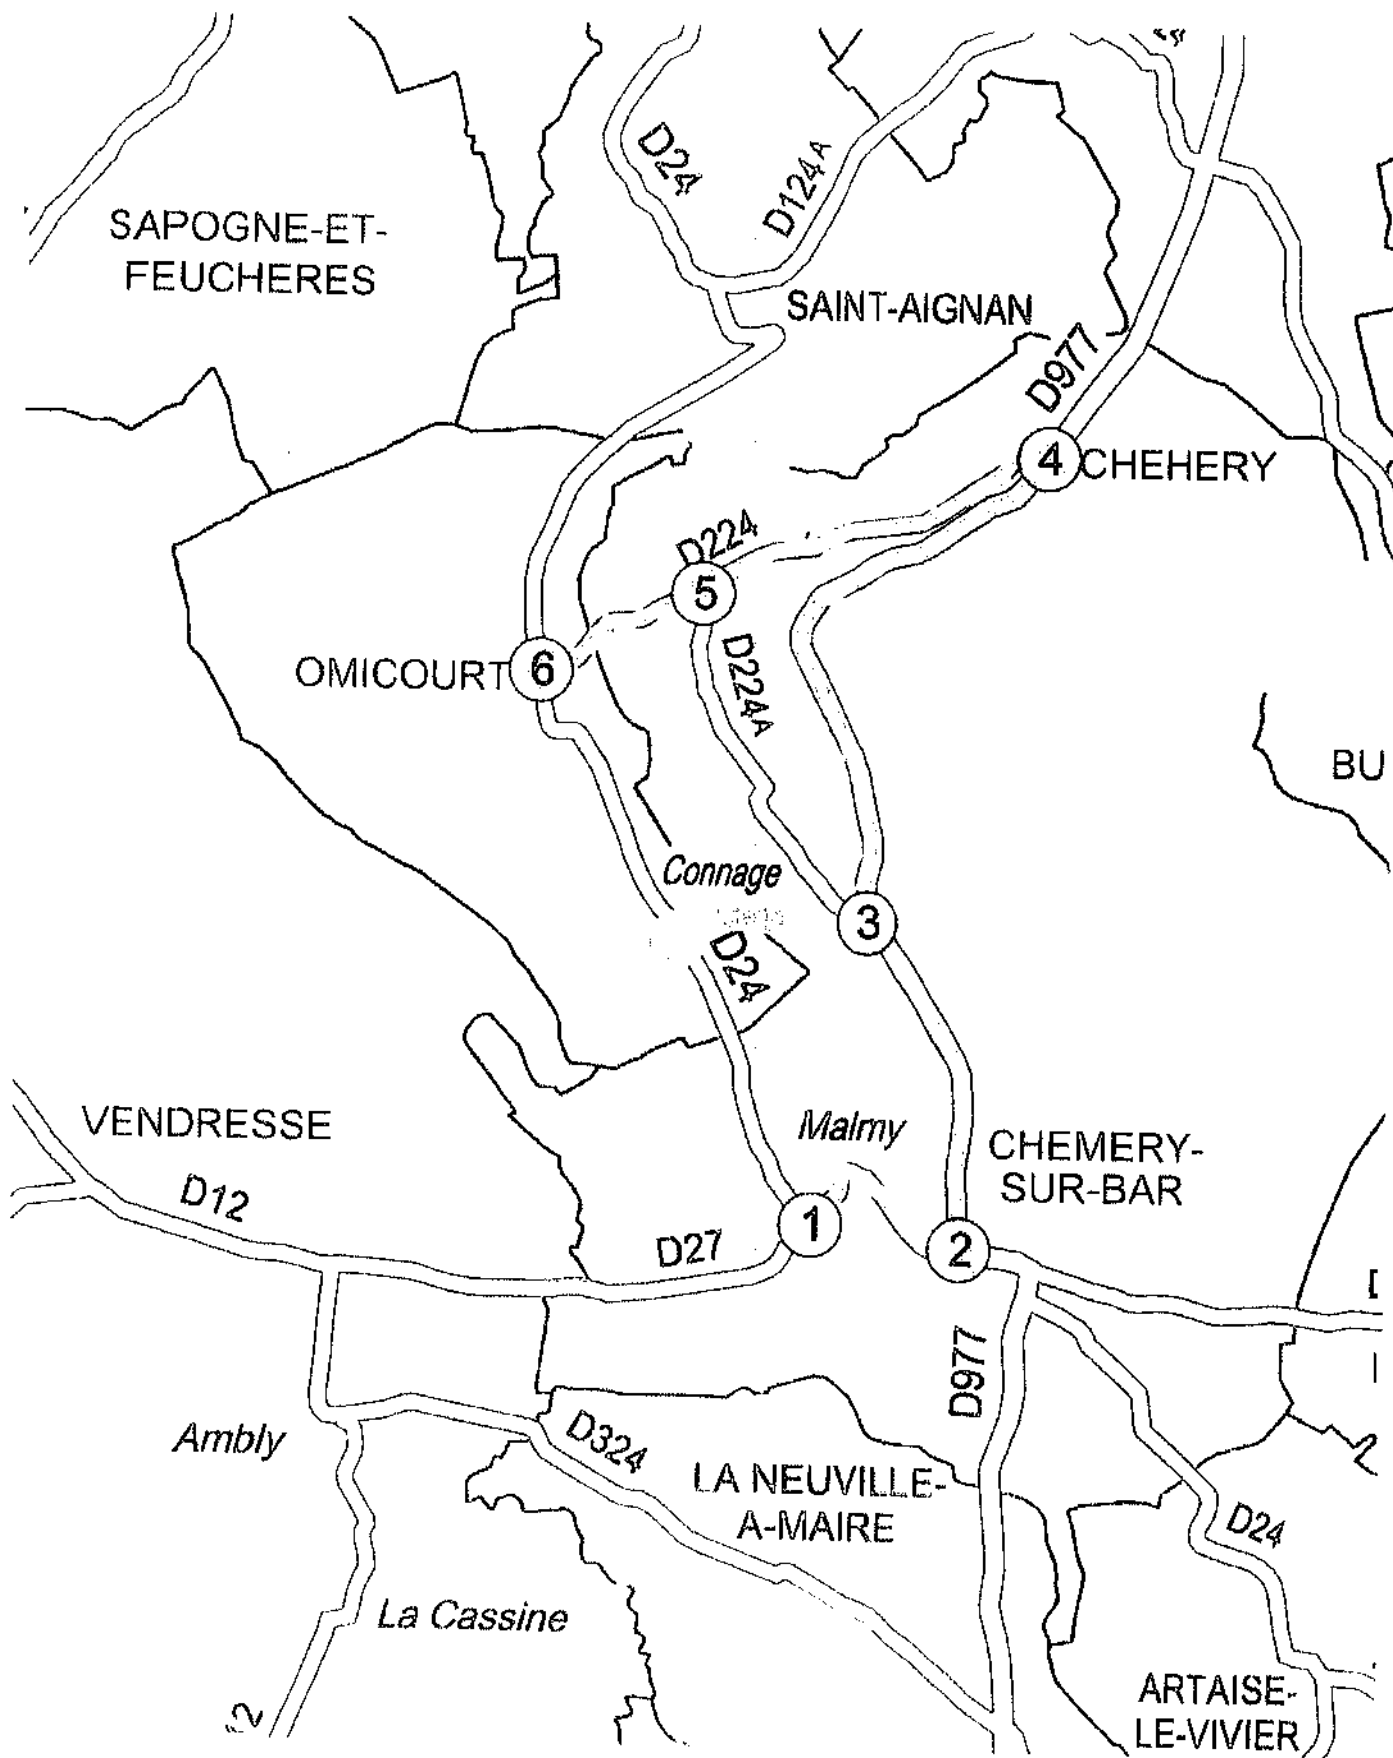 D24
D124A
SAPOGNE-ET-
FEUCHERES
SAINT-AIGNAN
D977
4
CHEHERY
D224
5
OMICOURT
6
D224A
BU
Connage
3
D24
VENDRESSE
Malmy
CHEMERY-
SUR-BAR
D12
D27
1
2
D977
Ambly
D324
LA NEUVILLE-
A-MAIRE
D24
La Cassine
ARTAISE-
LE-VIVIER